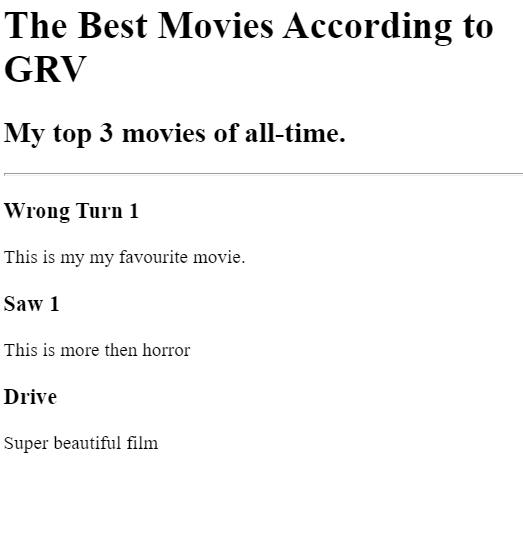 The Best Movies According to
GRV
My top 3 movies of all-time.
Wrong Turn 1
This is my my favourite movie.
Saw 1
This is more then horror
Drive
Super beautiful film